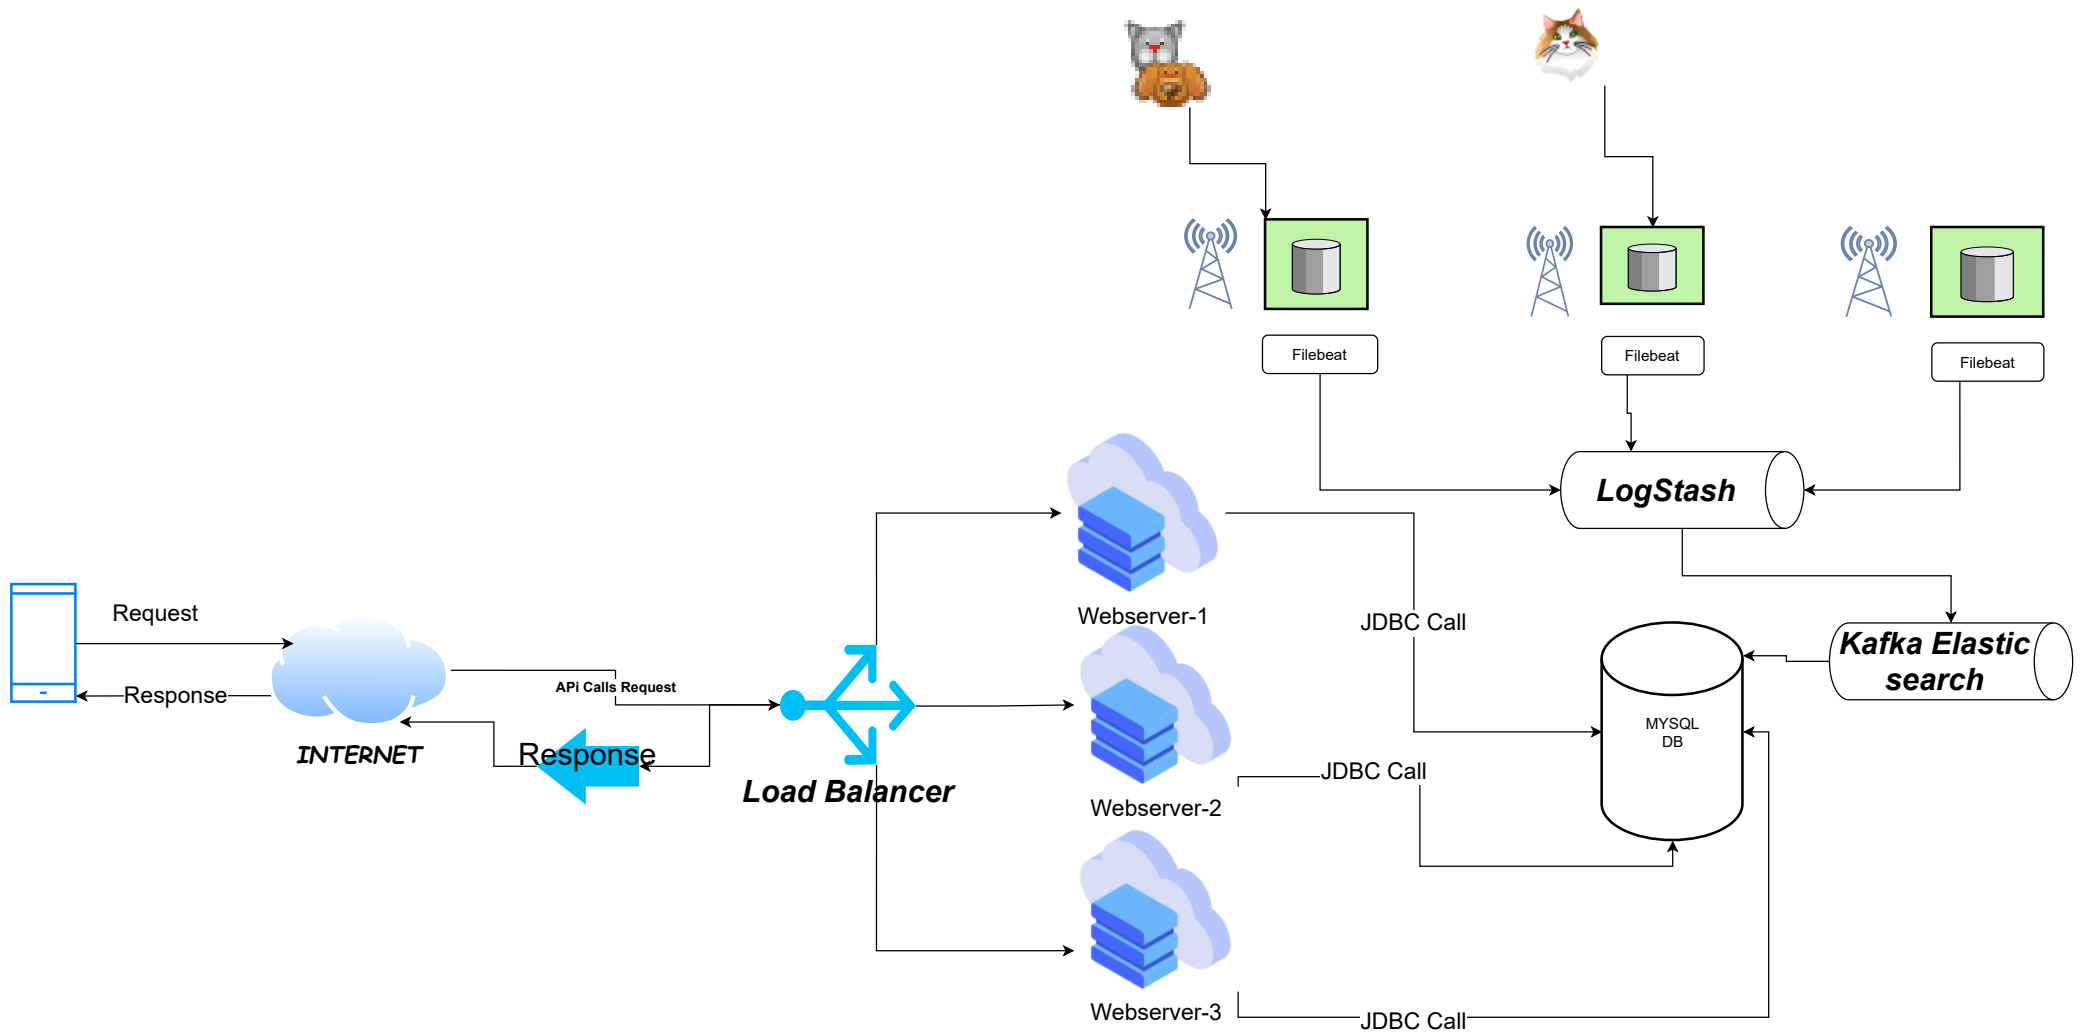 Filebeat
Filebeat
Filebeat
LogStash
Request
Response
INTERNET
APi Calls Request
Response
Load Balancer
Webserver-1
Webserver-2
Webserver-3
JDBC Call
JDBC Call
JDBC Call
MYSQL
DB
Kafka Elastic
search